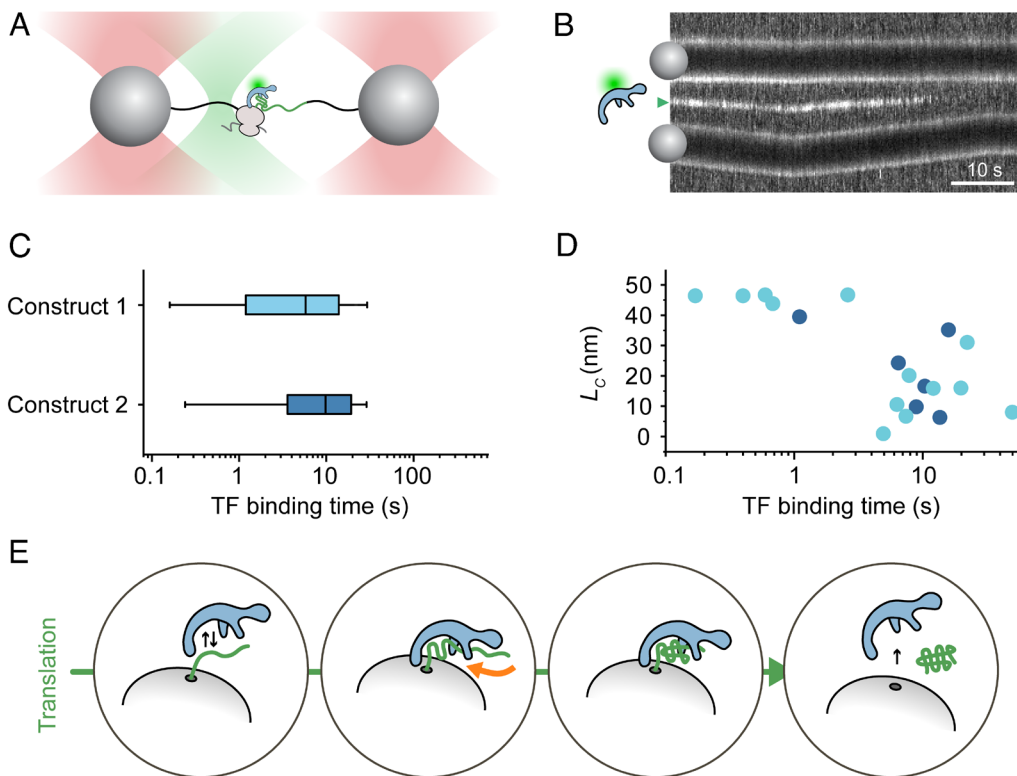 A
B
10 s
C
Construct 1
Construct 2
0.1 1 10 100
TF binding time (s)
D
50
40
30
20
10
0
L_C (nm)
0.1 1 10
TF binding time (s)
E
Translation